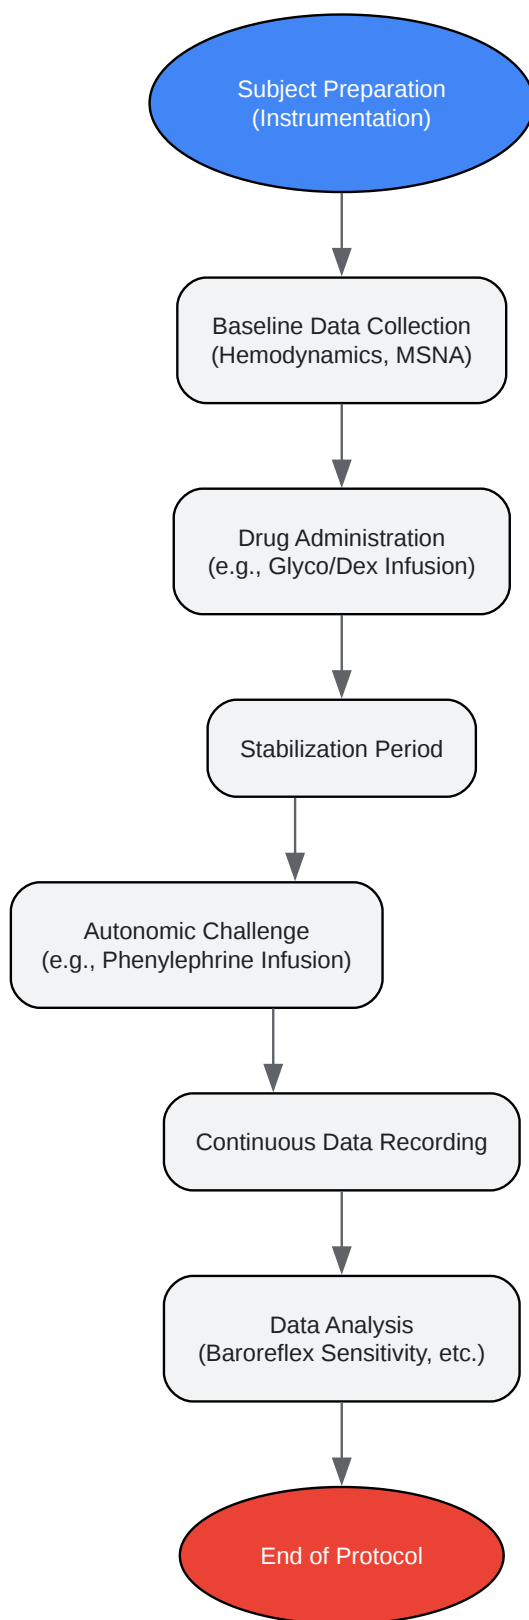 Subject Preparation
(Instrumentation)
Baseline Data Collection
(Hemodynamics, MSNA)
Drug Administration
(e.g., Glyco/Dex Infusion)
Stabilization Period
Autonomic Challenge
(e.g., Phenylephrine Infusion)
Continuous Data Recording
Data Analysis
(Baroreflex Sensitivity, etc.)
End of Protocol